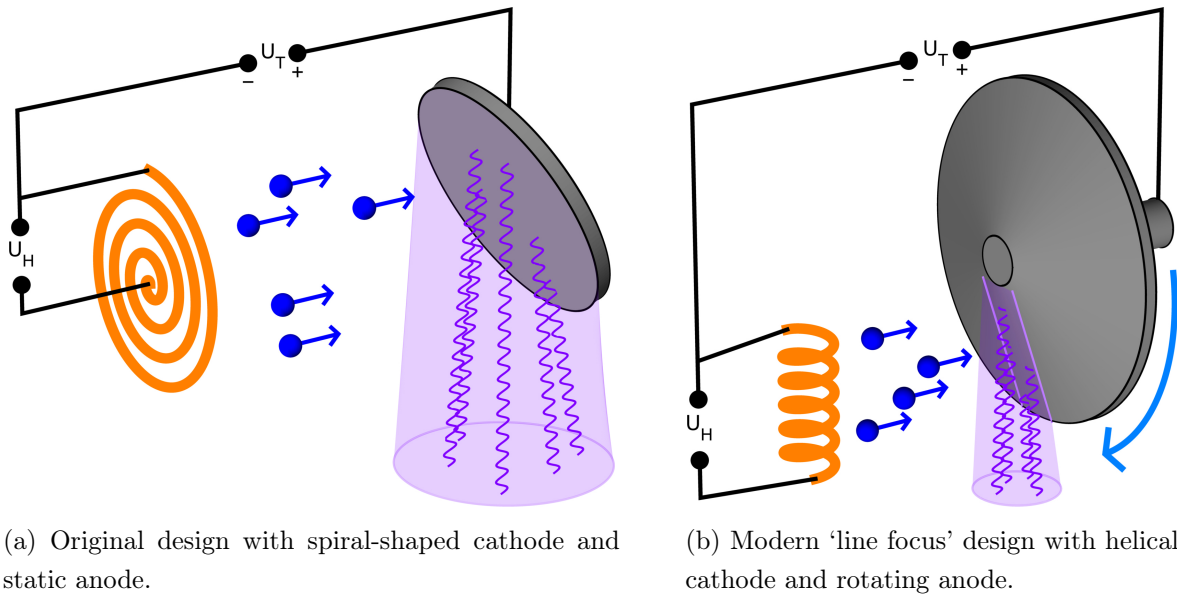 U_T
− +
U_H
U_T
− +
U_H
(a) Original design with spiral-shaped cathode and
static anode.
(b) Modern ‘line focus’ design with helical
cathode and rotating anode.